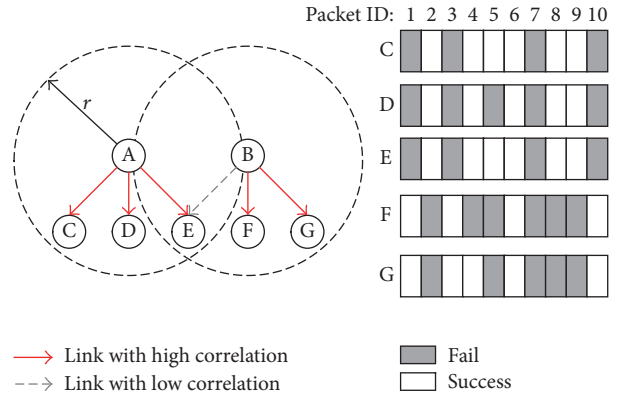 Packet ID: 1 2 3 4 5 6 7 8 9 10
C
D
E
F
G
r
A
B
C
D
E
F
G
Link with high correlation
Link with low correlation
Fail
Success